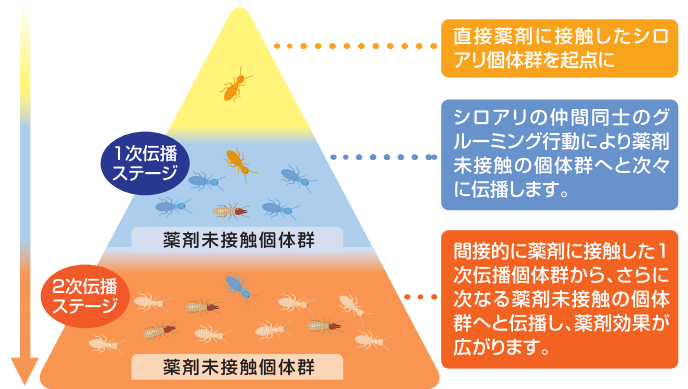 直接薬剤に接触したシロ
アリ個体群を起点に
1次伝播
ステージ
シロアリの仲間同士のグ
ルーミング行動により薬剤
未接触の個体群へと次々
に伝播します。
薬剤未接触個体群
2次伝播
ステージ
間接的に薬剤に接触した1
次伝播個体群から、さらに
次なる薬剤未接触の個体
群へと伝播し、薬剤効果が
広がります。
薬剤未接触個体群